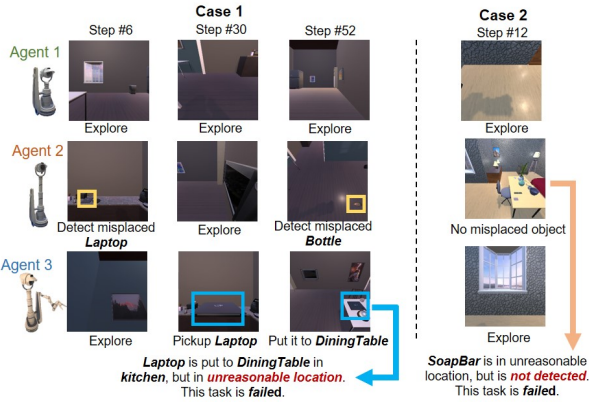 Case 1
Case 2
Step #6
Step #30
Step #52
Step #12
Agent 1
Explore
Explore
Explore
Explore
Agent 2
Detect misplaced
Laptop
Explore
Detect misplaced
Bottle
No misplaced object
Agent 3
Explore
Pickup Laptop
Put it to DiningTable
Explore
Laptop is put to DiningTable in
kitchen, but in unreasonable location.
This task is failed.
SoapBar is in unreasonable
location, but is not detected.
This task is failed.